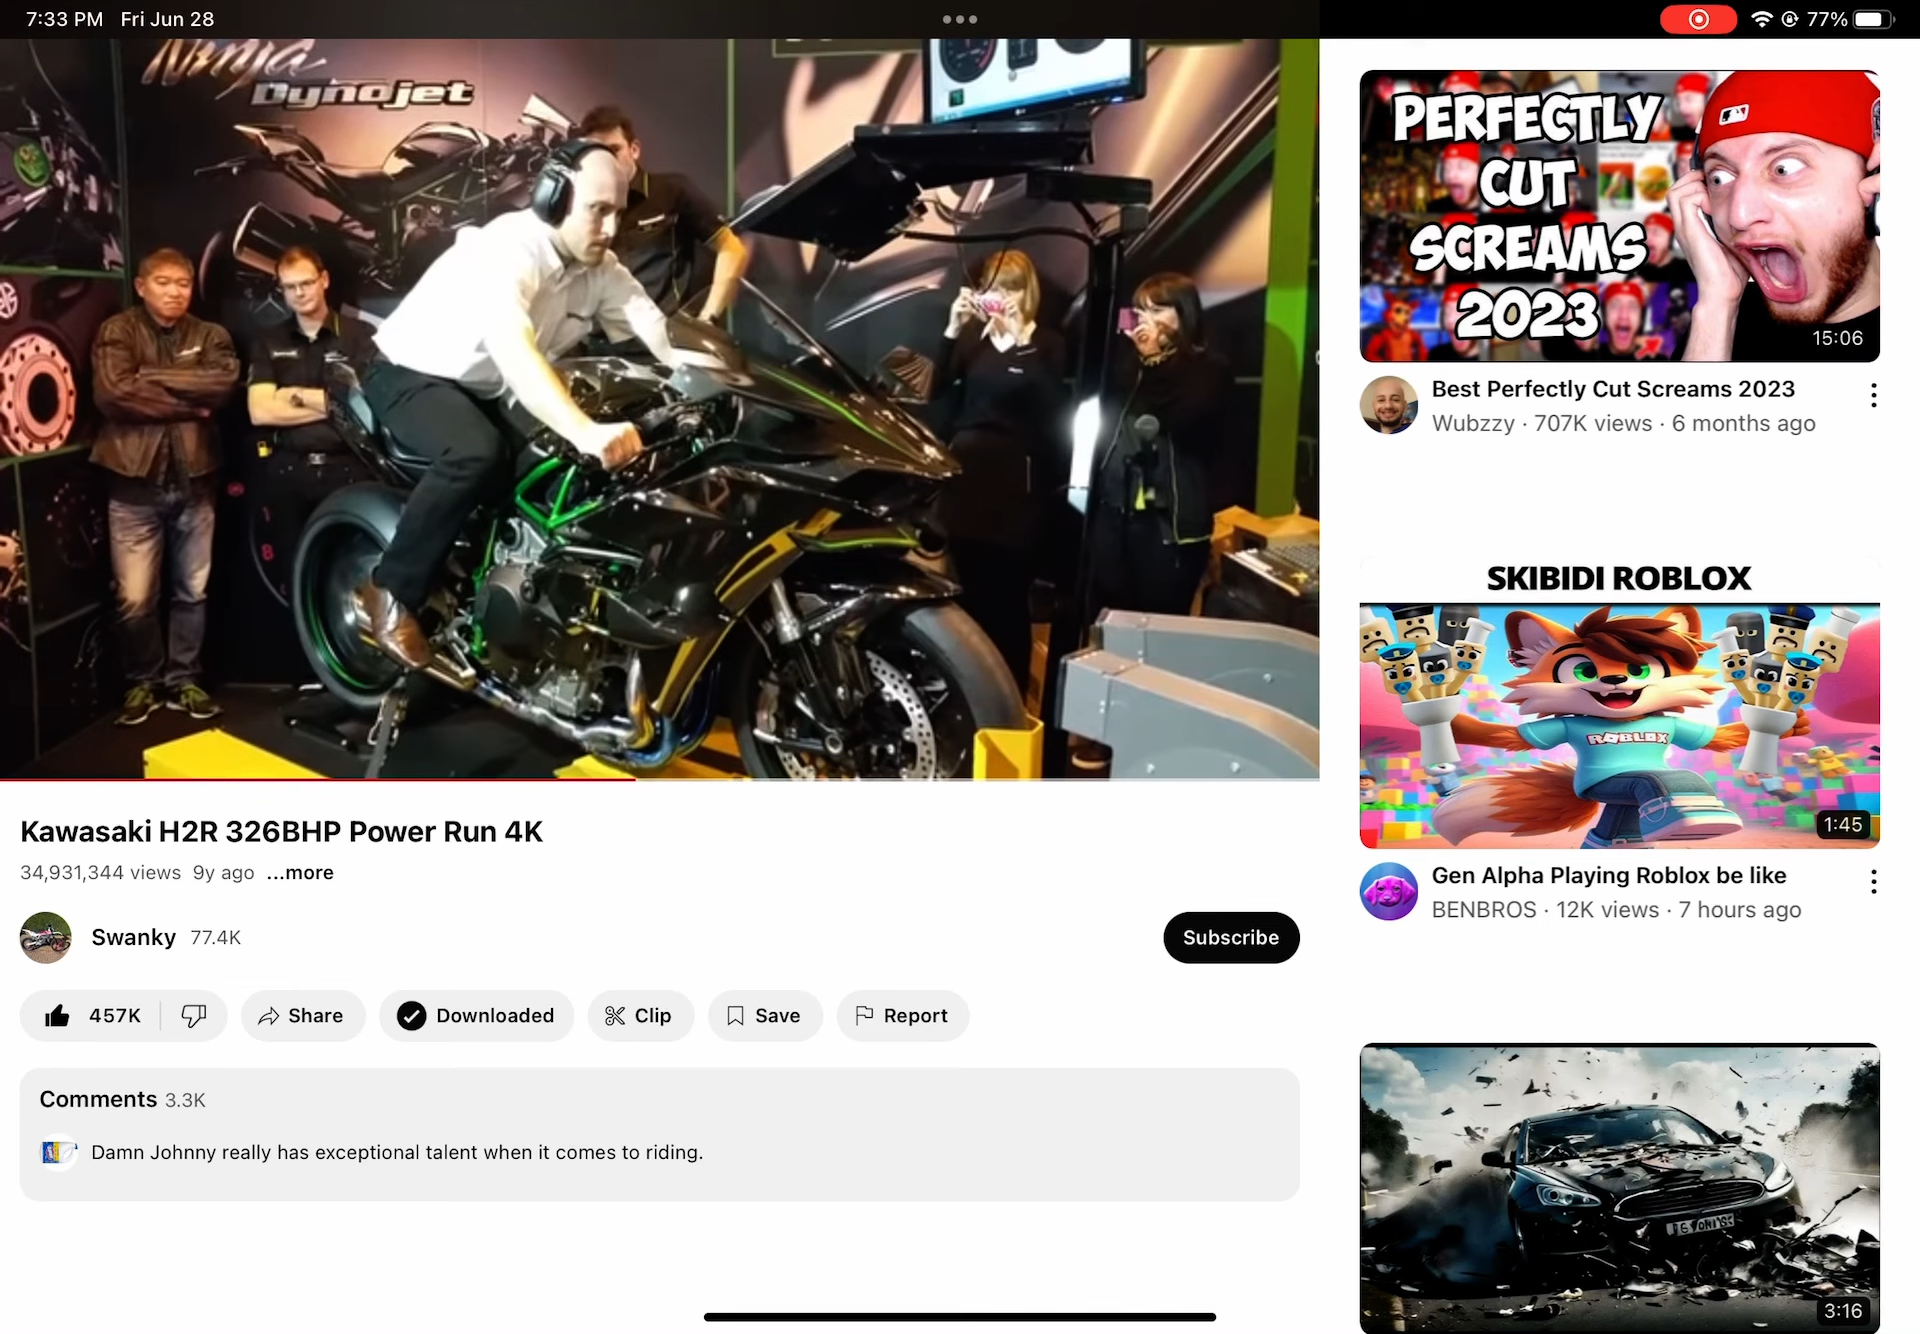 7:33 PM Fri Jun 28
77%
Ninja
Dynojet
Kawasaki H2R 326BHP Power Run 4K
34,931,344 views 9y ago ...more
Swanky 77.4K
Subscribe
457K
Share
Downloaded
Clip
Save
Report
Comments 3.3K
Damn Johnny really has exceptional talent when it comes to riding.
PERFECTLY
CUT
SCREAMS
2023
15:06
Best Perfectly Cut Screams 2023
Wubzzy · 707K views · 6 months ago
SKIBIDI ROBLOX
ROBLOX
1:45
Gen Alpha Playing Roblox be like
BENBROS · 12K views · 7 hours ago
3:16